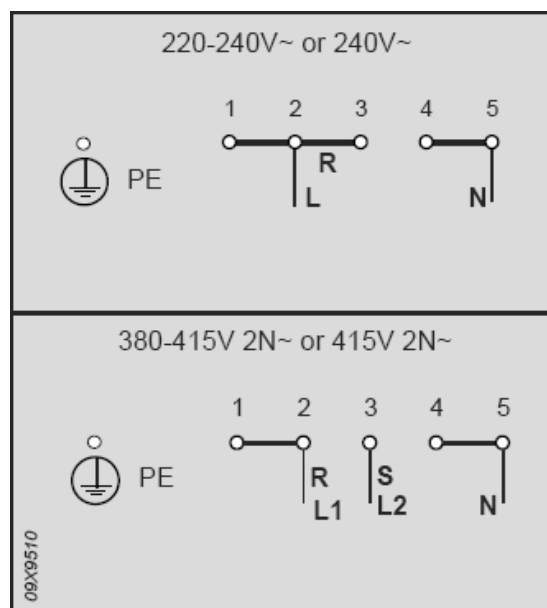 220-240V~ or 240V~
1 2 3 4 5
PE
R
L
N
380-415V 2N~ or 415V 2N~
1 2 3 4 5
PE
R S
L1 L2 N
09X9510